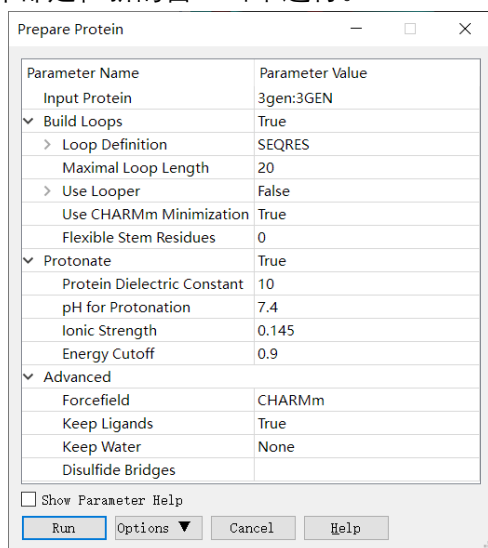 Prepare Protein
Parameter Name Parameter Value
Input Protein 3gen:3GEN
Build Loops True
Loop Definition SEQRES
Maximal Loop Length 20
Use Looper False
Use CHARMm Minimization True
Flexible Stem Residues 0
Protonate True
Protein Dielectric Constant 10
pH for Protonation 7.4
Ionic Strength 0.145
Energy Cutoff 0.9
Advanced
Forcefield CHARMm
Keep Ligands True
Keep Water None
Disulfide Bridges
Show Parameter Help
Run Options ▼ Cancel Help